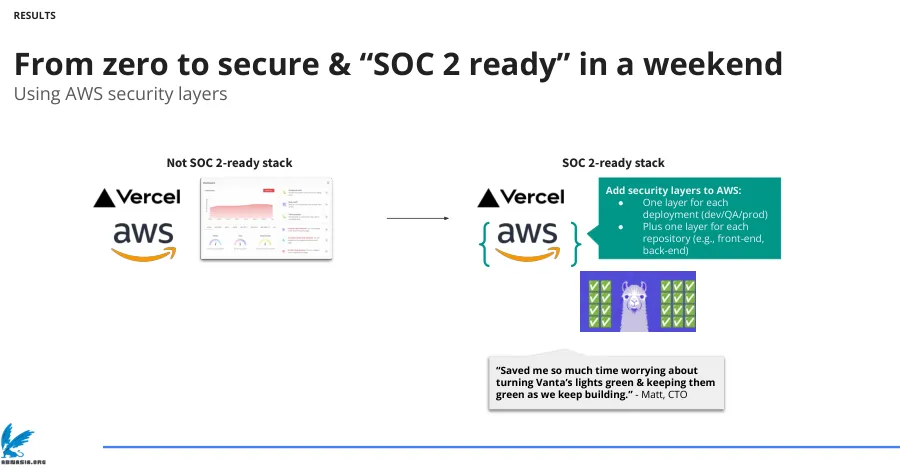 RESULTS
From zero to secure & “SOC 2 ready” in a weekend
Using AWS security layers
Not SOC 2-ready stack
Vercel
aws
SOC 2-ready stack
Vercel
aws
Add security layers to AWS:
● One layer for each
deployment (dev/QA/prod)
● Plus one layer for each
repository (e.g., front-end,
back-end)
“Saved me so much time worrying about
turning Vanta’s lights green & keeping them
green as we keep building.” - Matt, CTO